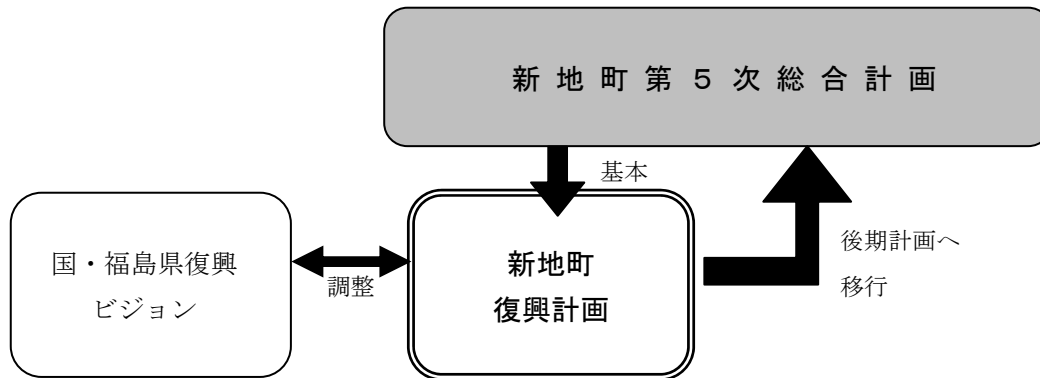 新地町第５次総合計画
基本
国・福島県復興
ビジョン
調整
新地町
復興計画
後期計画へ
移行